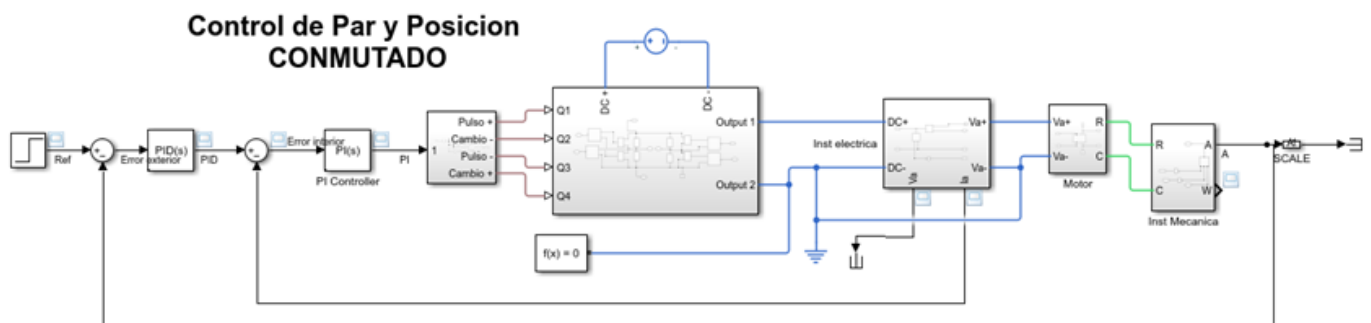 Control de Par y Posicion
CONMUTADO
Ref
Error exterior
PID(s)
PID
Error interior
PI(s)
PI Controller
PI
1
Pulso +
Cambio -
Pulso -
Cambio +
Q1
Q2
Q3
Q4
DC +
DC -
+
-
Output 1
Output 2
f(x) = 0
Inst electrica
DC+
DC-
Va+
Va-
Va
Ia
Va+
Va-
R
C
Motor
R
C
A
W
Inst Mecanica
A
SCALE